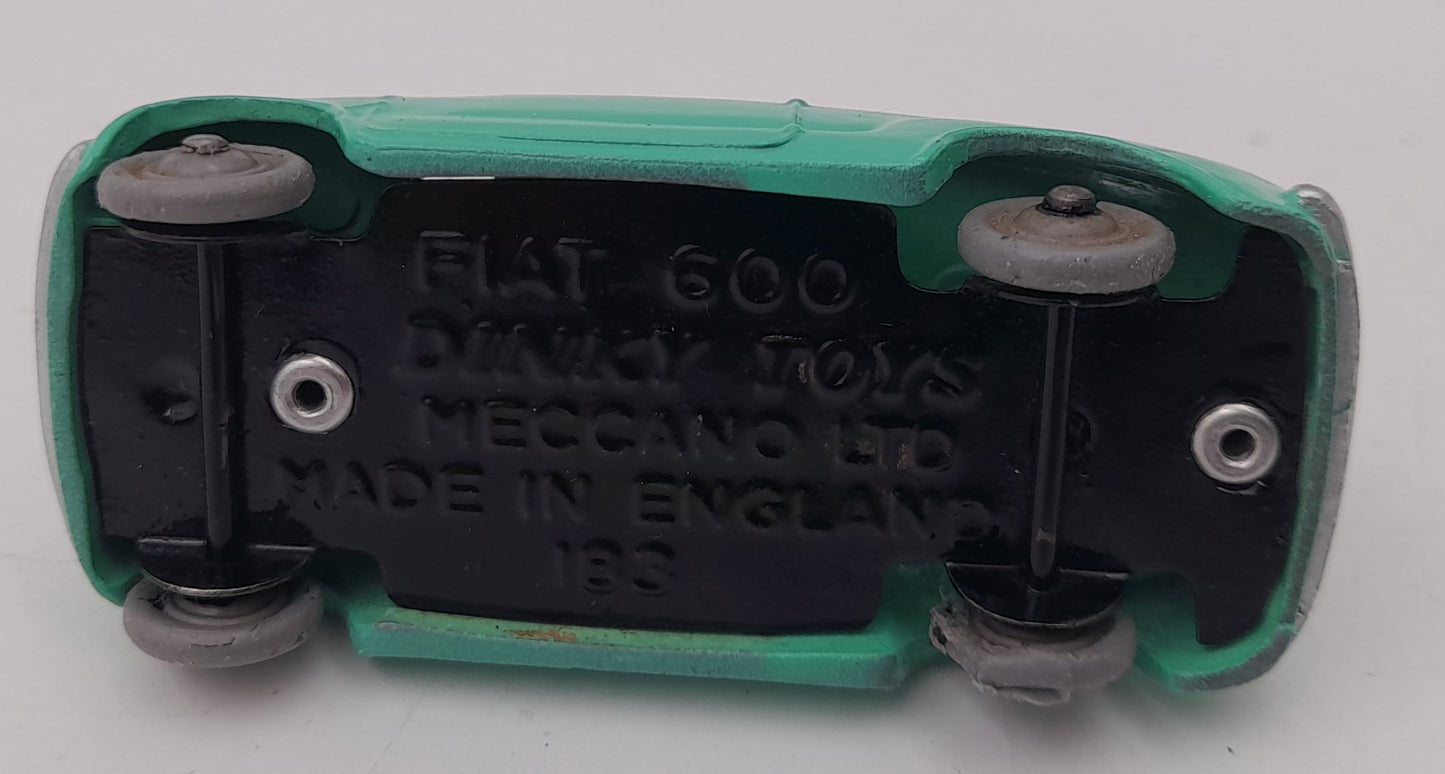 FIAT 600
DINKY TOYS
MECCANO LTD
MADE IN ENGLAND
183